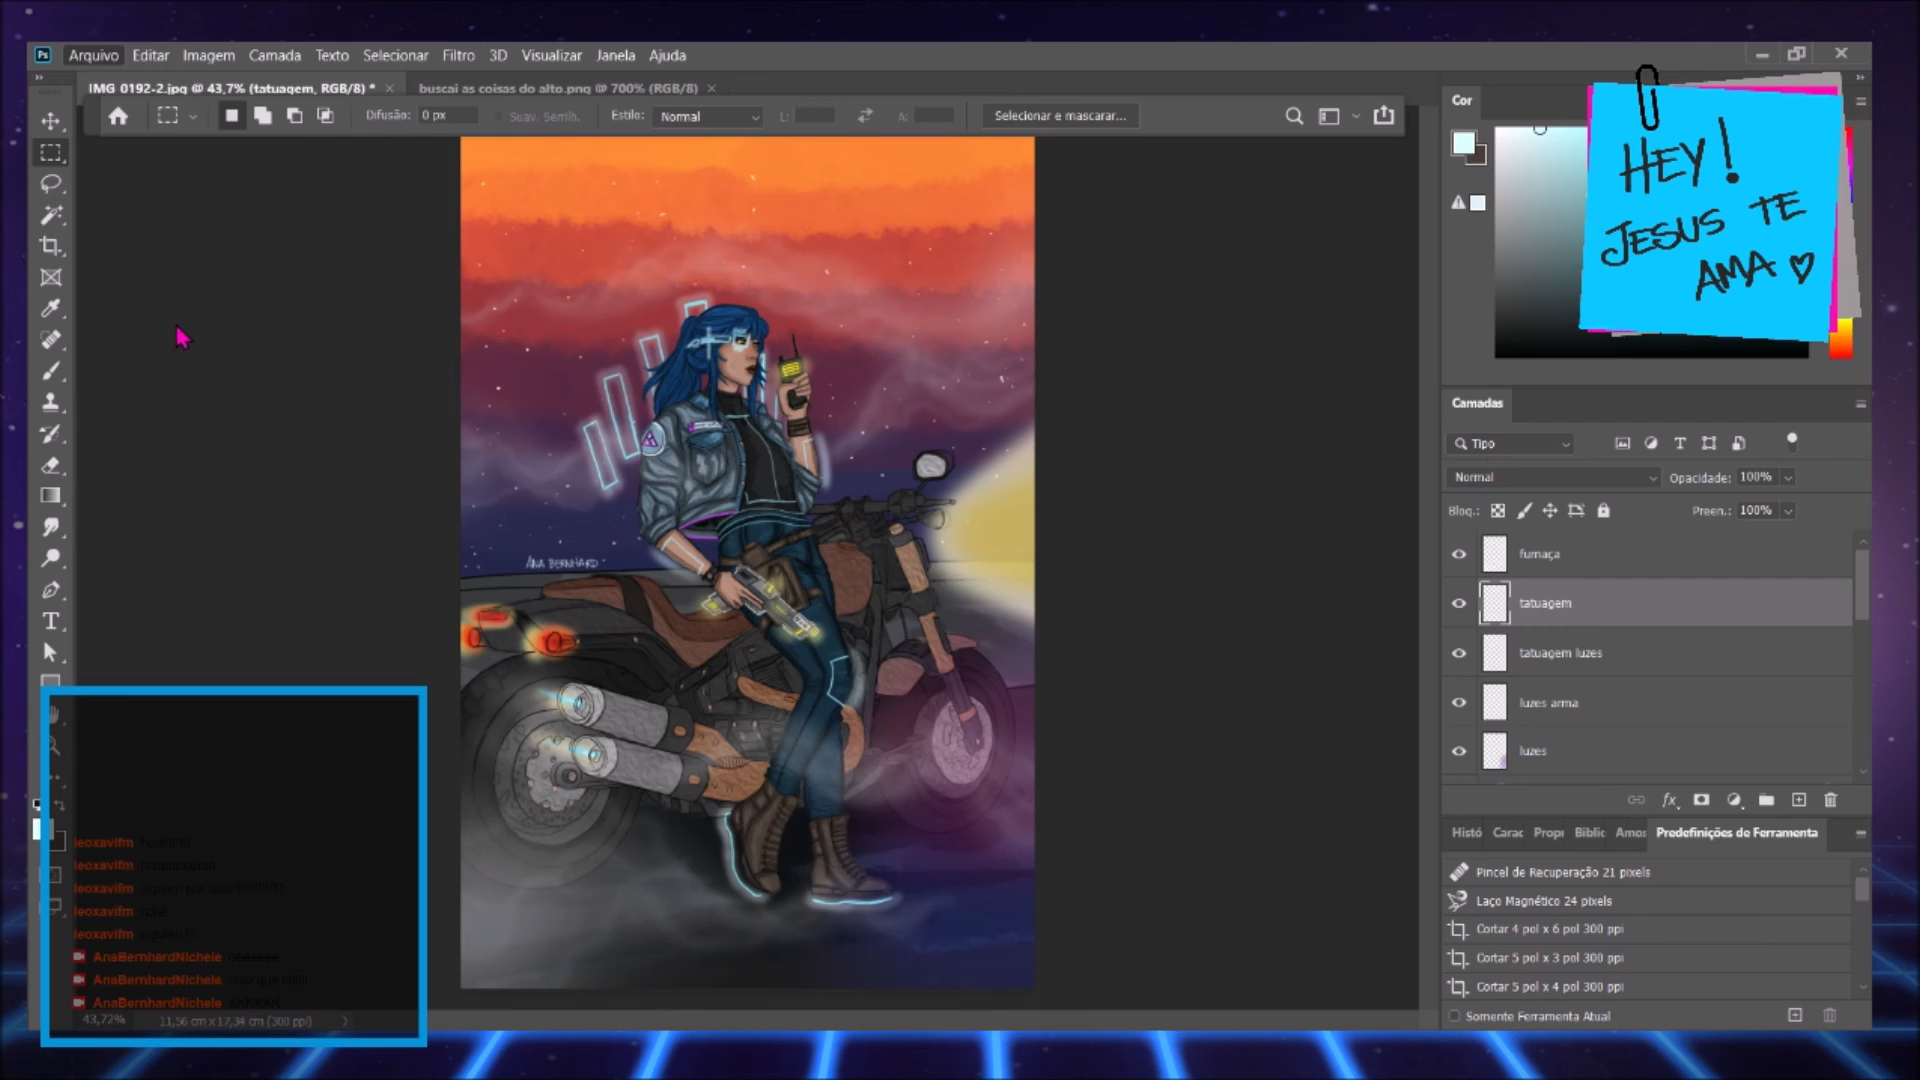 Ps Arquivo Editar Imagem Camada Texto Selecionar Filtro 3D Visualizar Janela Ajuda
IMG_0192-2.jpg @ 43,7% (tatuagem, RGB/8) *
buscai as coisas do alto.png @ 700% (RGB/8)
Difusão: 0 px
Suav. Serrilh.
Estilo: Normal
L:
A:
Selecionar e mascarar...
Cor
HEY!
JESUS TE
AMA
Camadas
Tipo
Normal
Opacidade: 100%
Bloq.:
Preen.: 100%
fumaça
tatuagem
tatuagem luzes
luzes arma
luzes
fx
Histó Carac Propr Biblic Amos Predefinições de Ferramenta
Pincel de Recuperação 21 pixels
Laço Magnético 24 pixels
Cortar 4 pol x 6 pol 300 ppi
Cortar 5 pol x 3 pol 300 ppi
Cortar 5 pol x 4 pol 300 ppi
Somente Ferramenta Atual
ANA BERNHARD
leoxavifm
leoxavifm
leoxavifm
leoxavifm
leoxavifm
AnaBernhardNichele
AnaBernhardNichele
AnaBernhardNichele
43,72%
11,56 cm x 17,34 cm (300 ppi)